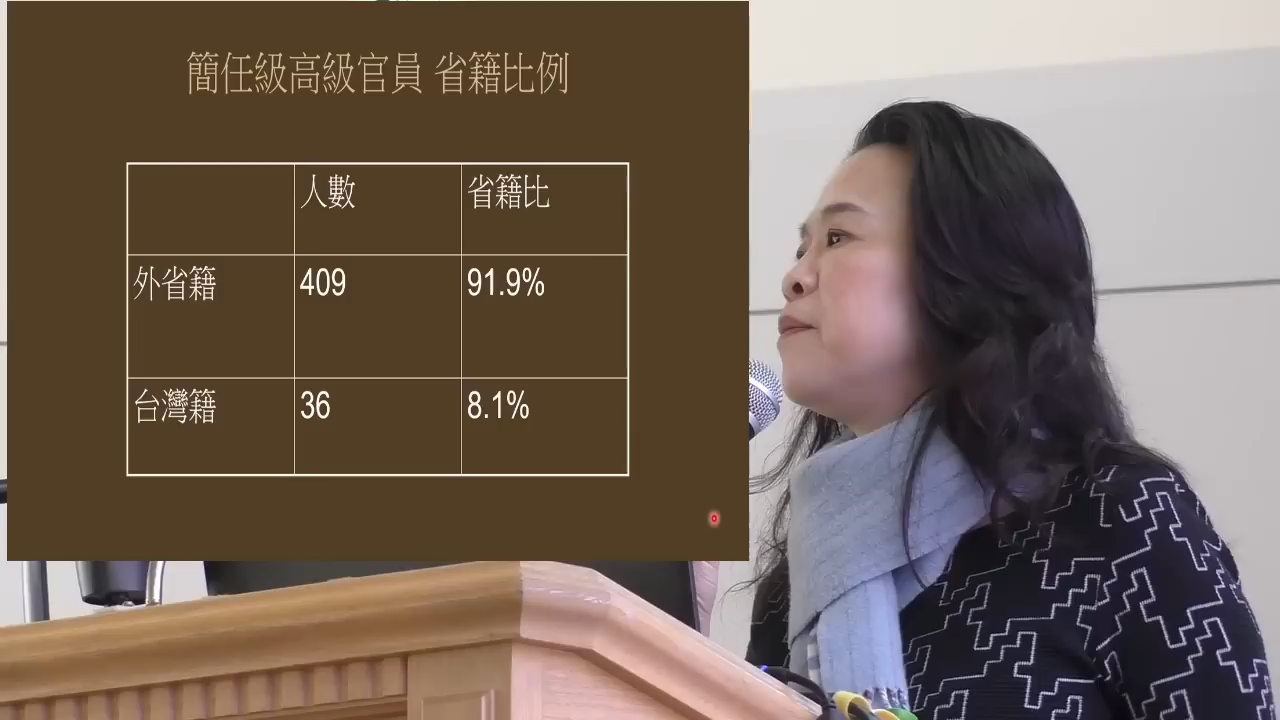 簡任級高級官員 省籍比例
人數 省籍比
外省籍 409 91.9%
台灣籍 36 8.1%